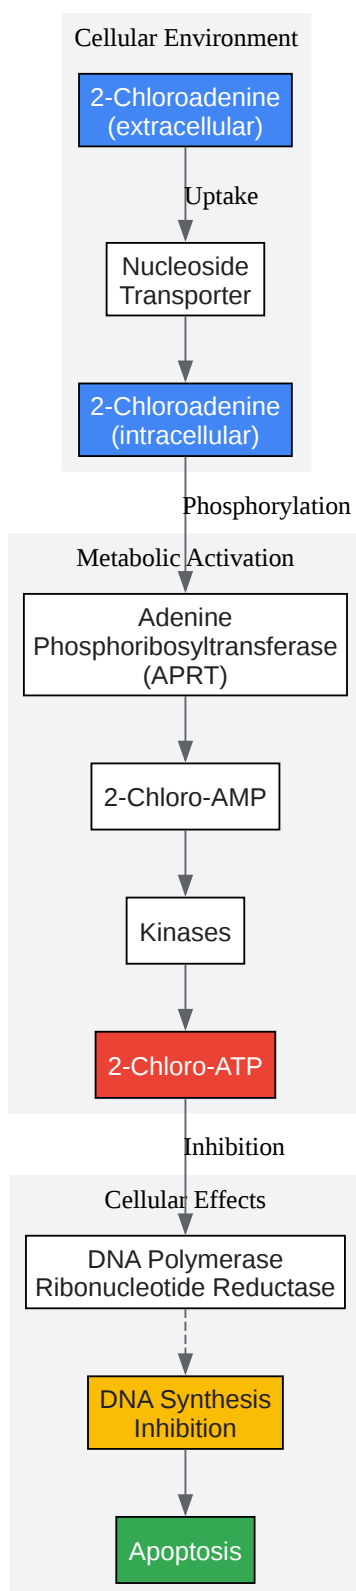 Cellular Environment
2-Chloroadenine
(extracellular)
Uptake
Nucleoside
Transporter
2-Chloroadenine
(intracellular)
Phosphorylation
Metabolic Activation
Adenine
Phosphoribosyltransferase
(APRT)
2-Chloro-AMP
Kinases
2-Chloro-ATP
Inhibition
Cellular Effects
DNA Polymerase
Ribonucleotide Reductase
DNA Synthesis
Inhibition
Apoptosis